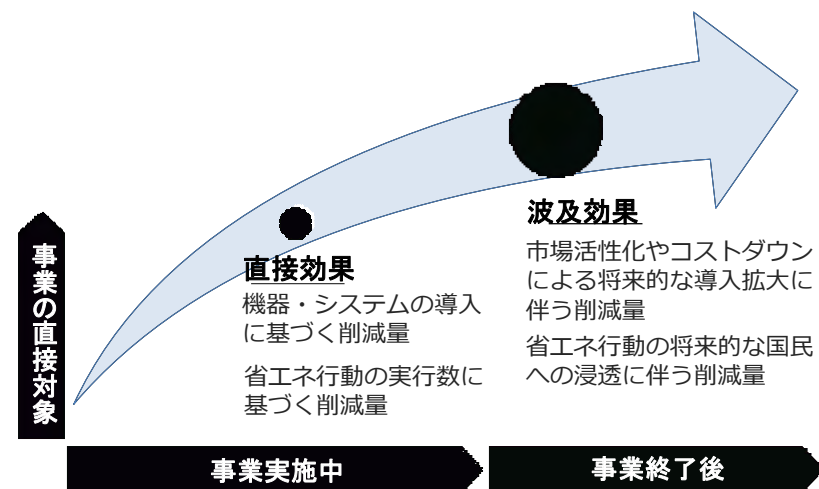 事業の直接対象
直接効果
機器・システムの導入
に基づく削減量
省エネ行動の実行数に
基づく削減量
波及効果
市場活性化やコストダウン
による将来的な導入拡大に
伴う削減量
省エネ行動の将来的な国民
への浸透に伴う削減量
事業実施中
事業終了後